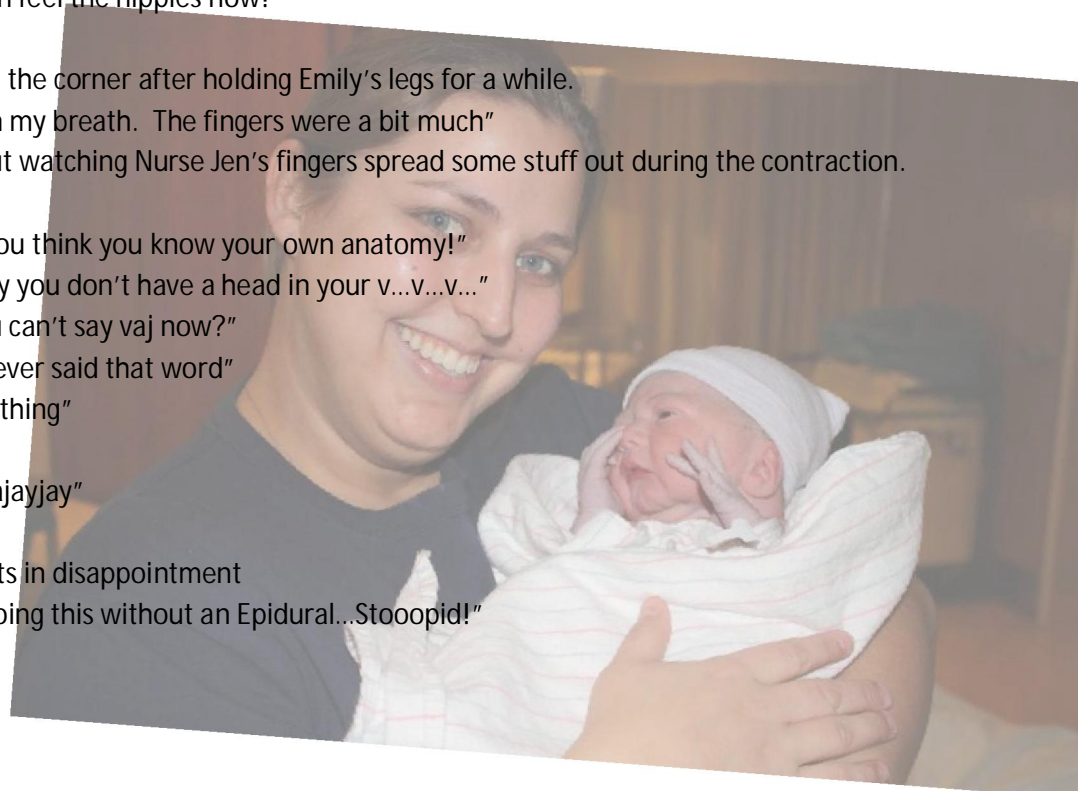 feel the nipples now?
the corner after holding Emily's legs for a while.
my breath.  The fingers were a bit much"
watching Nurse Jen's fingers spread some stuff out during the contraction.
you think you know your own anatomy!"
you don't have a head in your v...v...v..."
can't say vaj now?"
ever said that word"
thing"
jayjay"
in disappointment
this without an Epidural...Stooopid!"